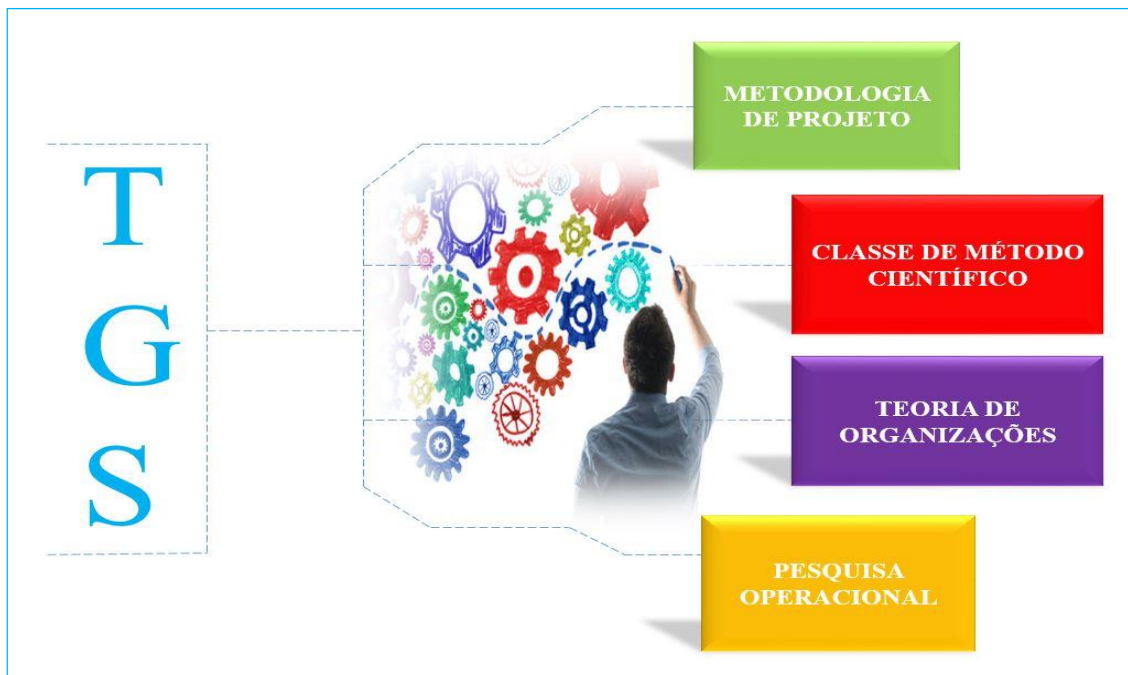 T
G
S
METODOLOGIA
DE PROJETO
CLASSE DE MÉTODO
CIENTÍFICO
TEORIA DE
ORGANIZAÇÕES
PESQUISA
OPERACIONAL